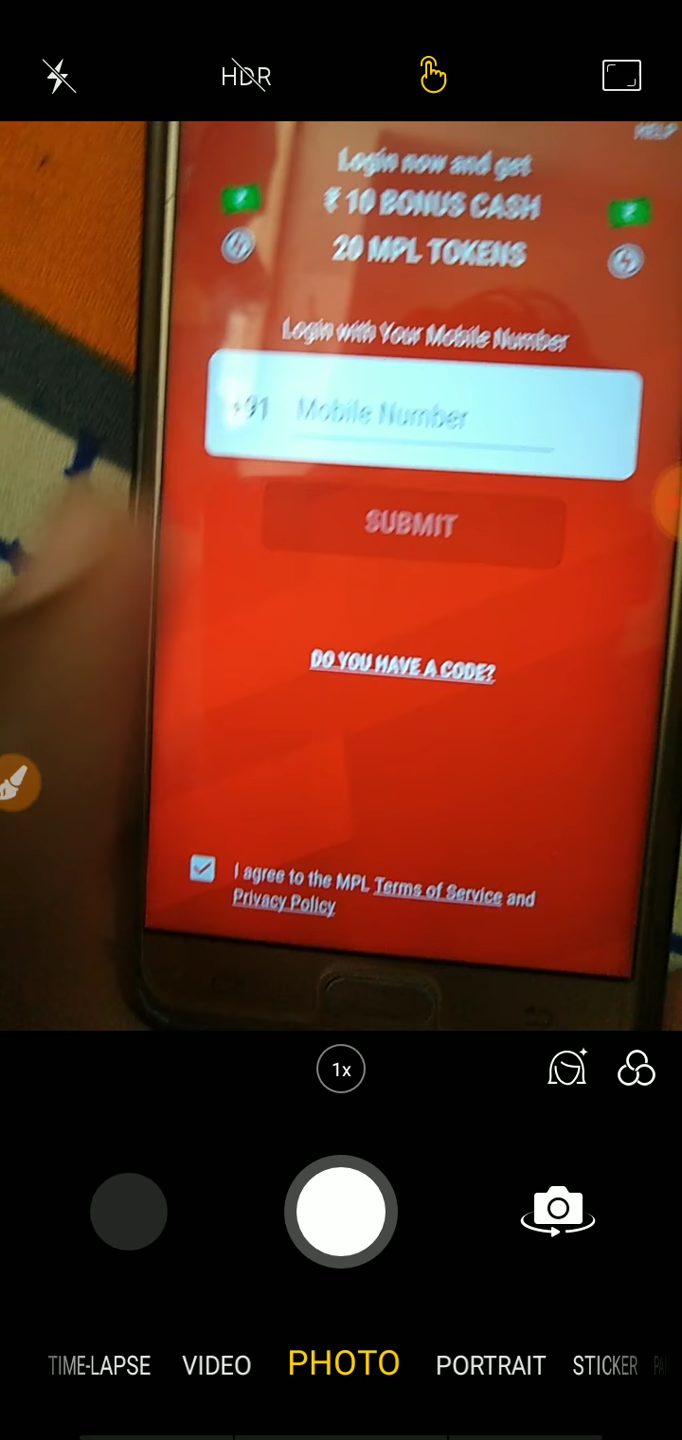 HDR
HELP
Login now and get
₹ 10 BONUS CASH
20 MPL TOKENS
Login with Your Mobile Number
+91 Mobile Number
SUBMIT
DO YOU HAVE A CODE?
I agree to the MPL Terms of Service and
Privacy Policy
1x
TIME-LAPSE VIDEO PHOTO PORTRAIT STICKER